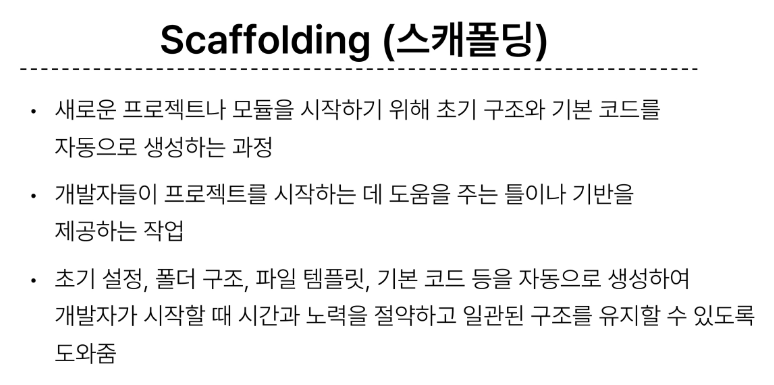 Scaffolding (스캐폴딩)
• 새로운 프로젝트나 모듈을 시작하기 위해 초기 구조와 기본 코드를
자동으로 생성하는 과정
• 개발자들이 프로젝트를 시작하는 데 도움을 주는 틀이나 기반을
제공하는 작업
• 초기 설정, 폴더 구조, 파일 템플릿, 기본 코드 등을 자동으로 생성하여
개발자가 시작할 때 시간과 노력을 절약하고 일관된 구조를 유지할 수 있도록
도와줌